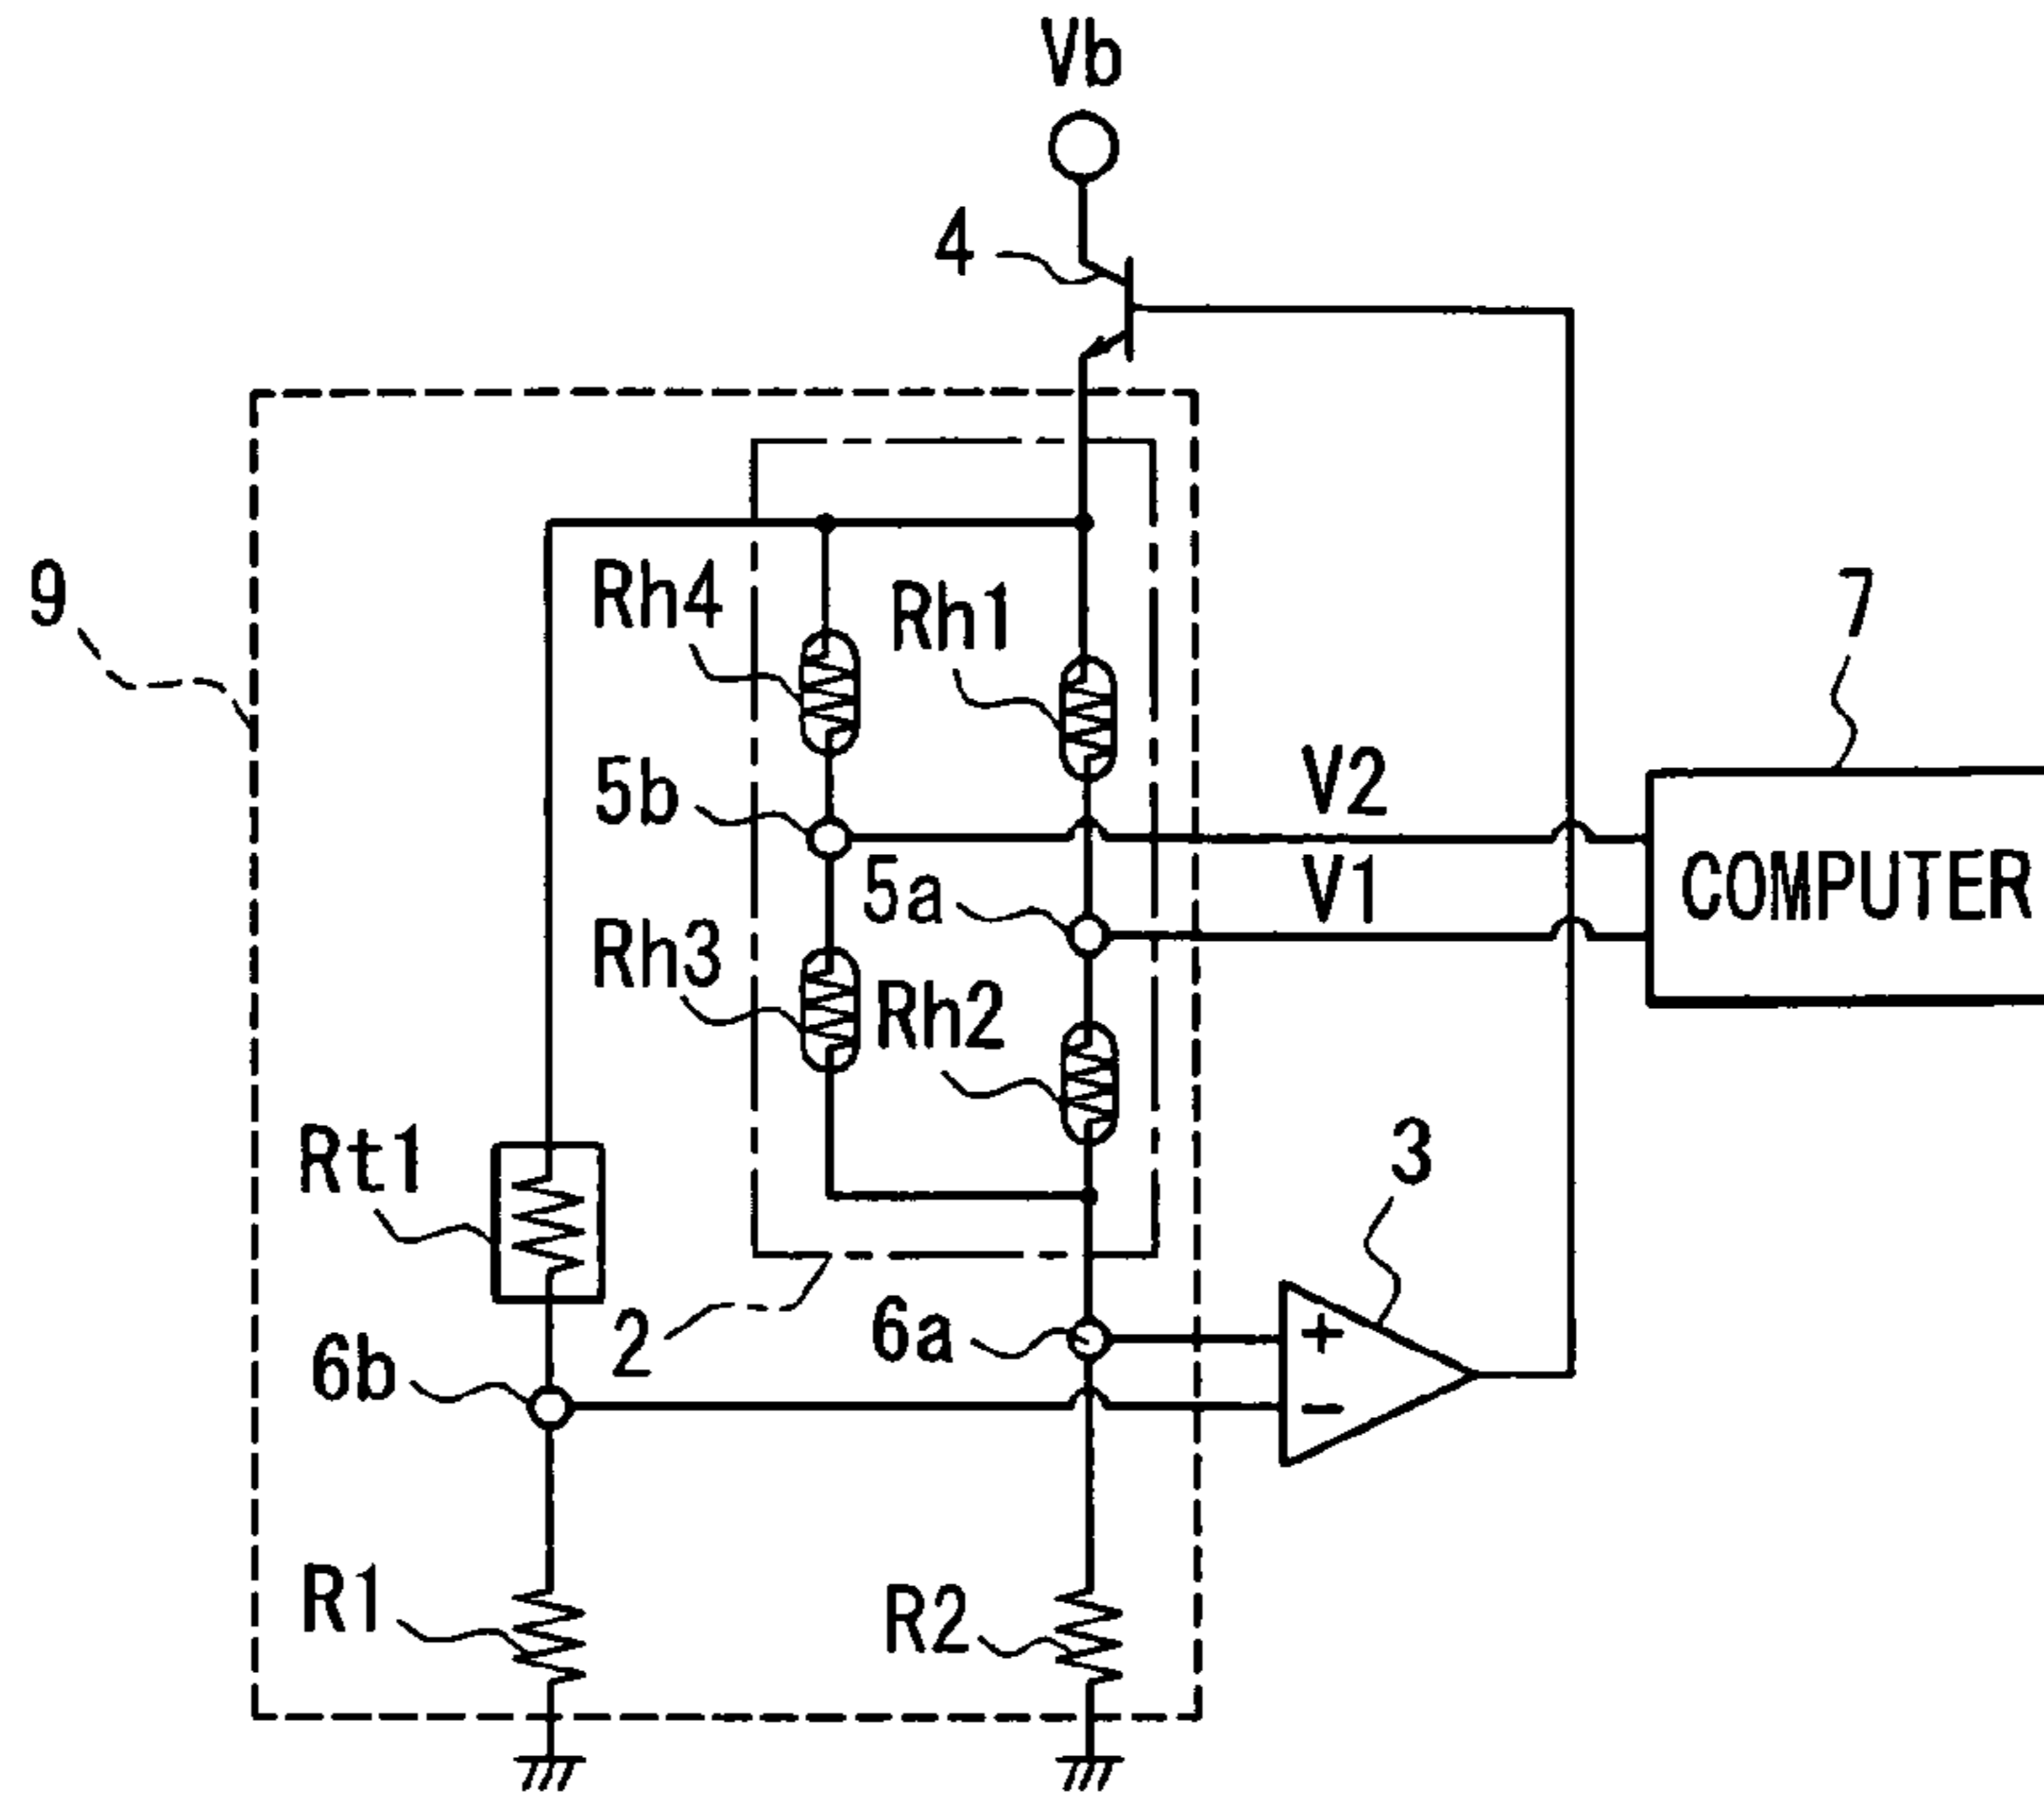 Vb
4
9
Rh4
Rh1
7
5b
V2
5a
V1
COMPUTER
Rh3
Rh2
Rt1
3
2
6a
+
6b
−
R1
R2